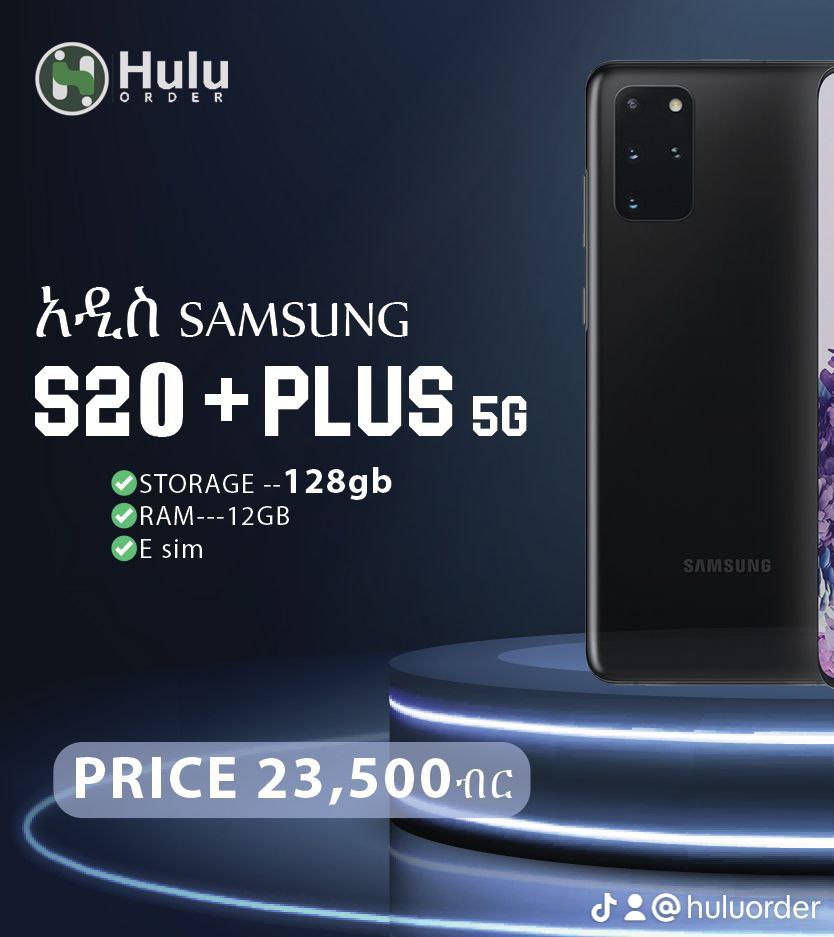 Hulu
ORDER
አዲስ SAMSUNG
S20 + PLUS 5G
STORAGE --128gb
RAM---12GB
E sim
SAMSUNG
PRICE 23,500ብር
@huluorder